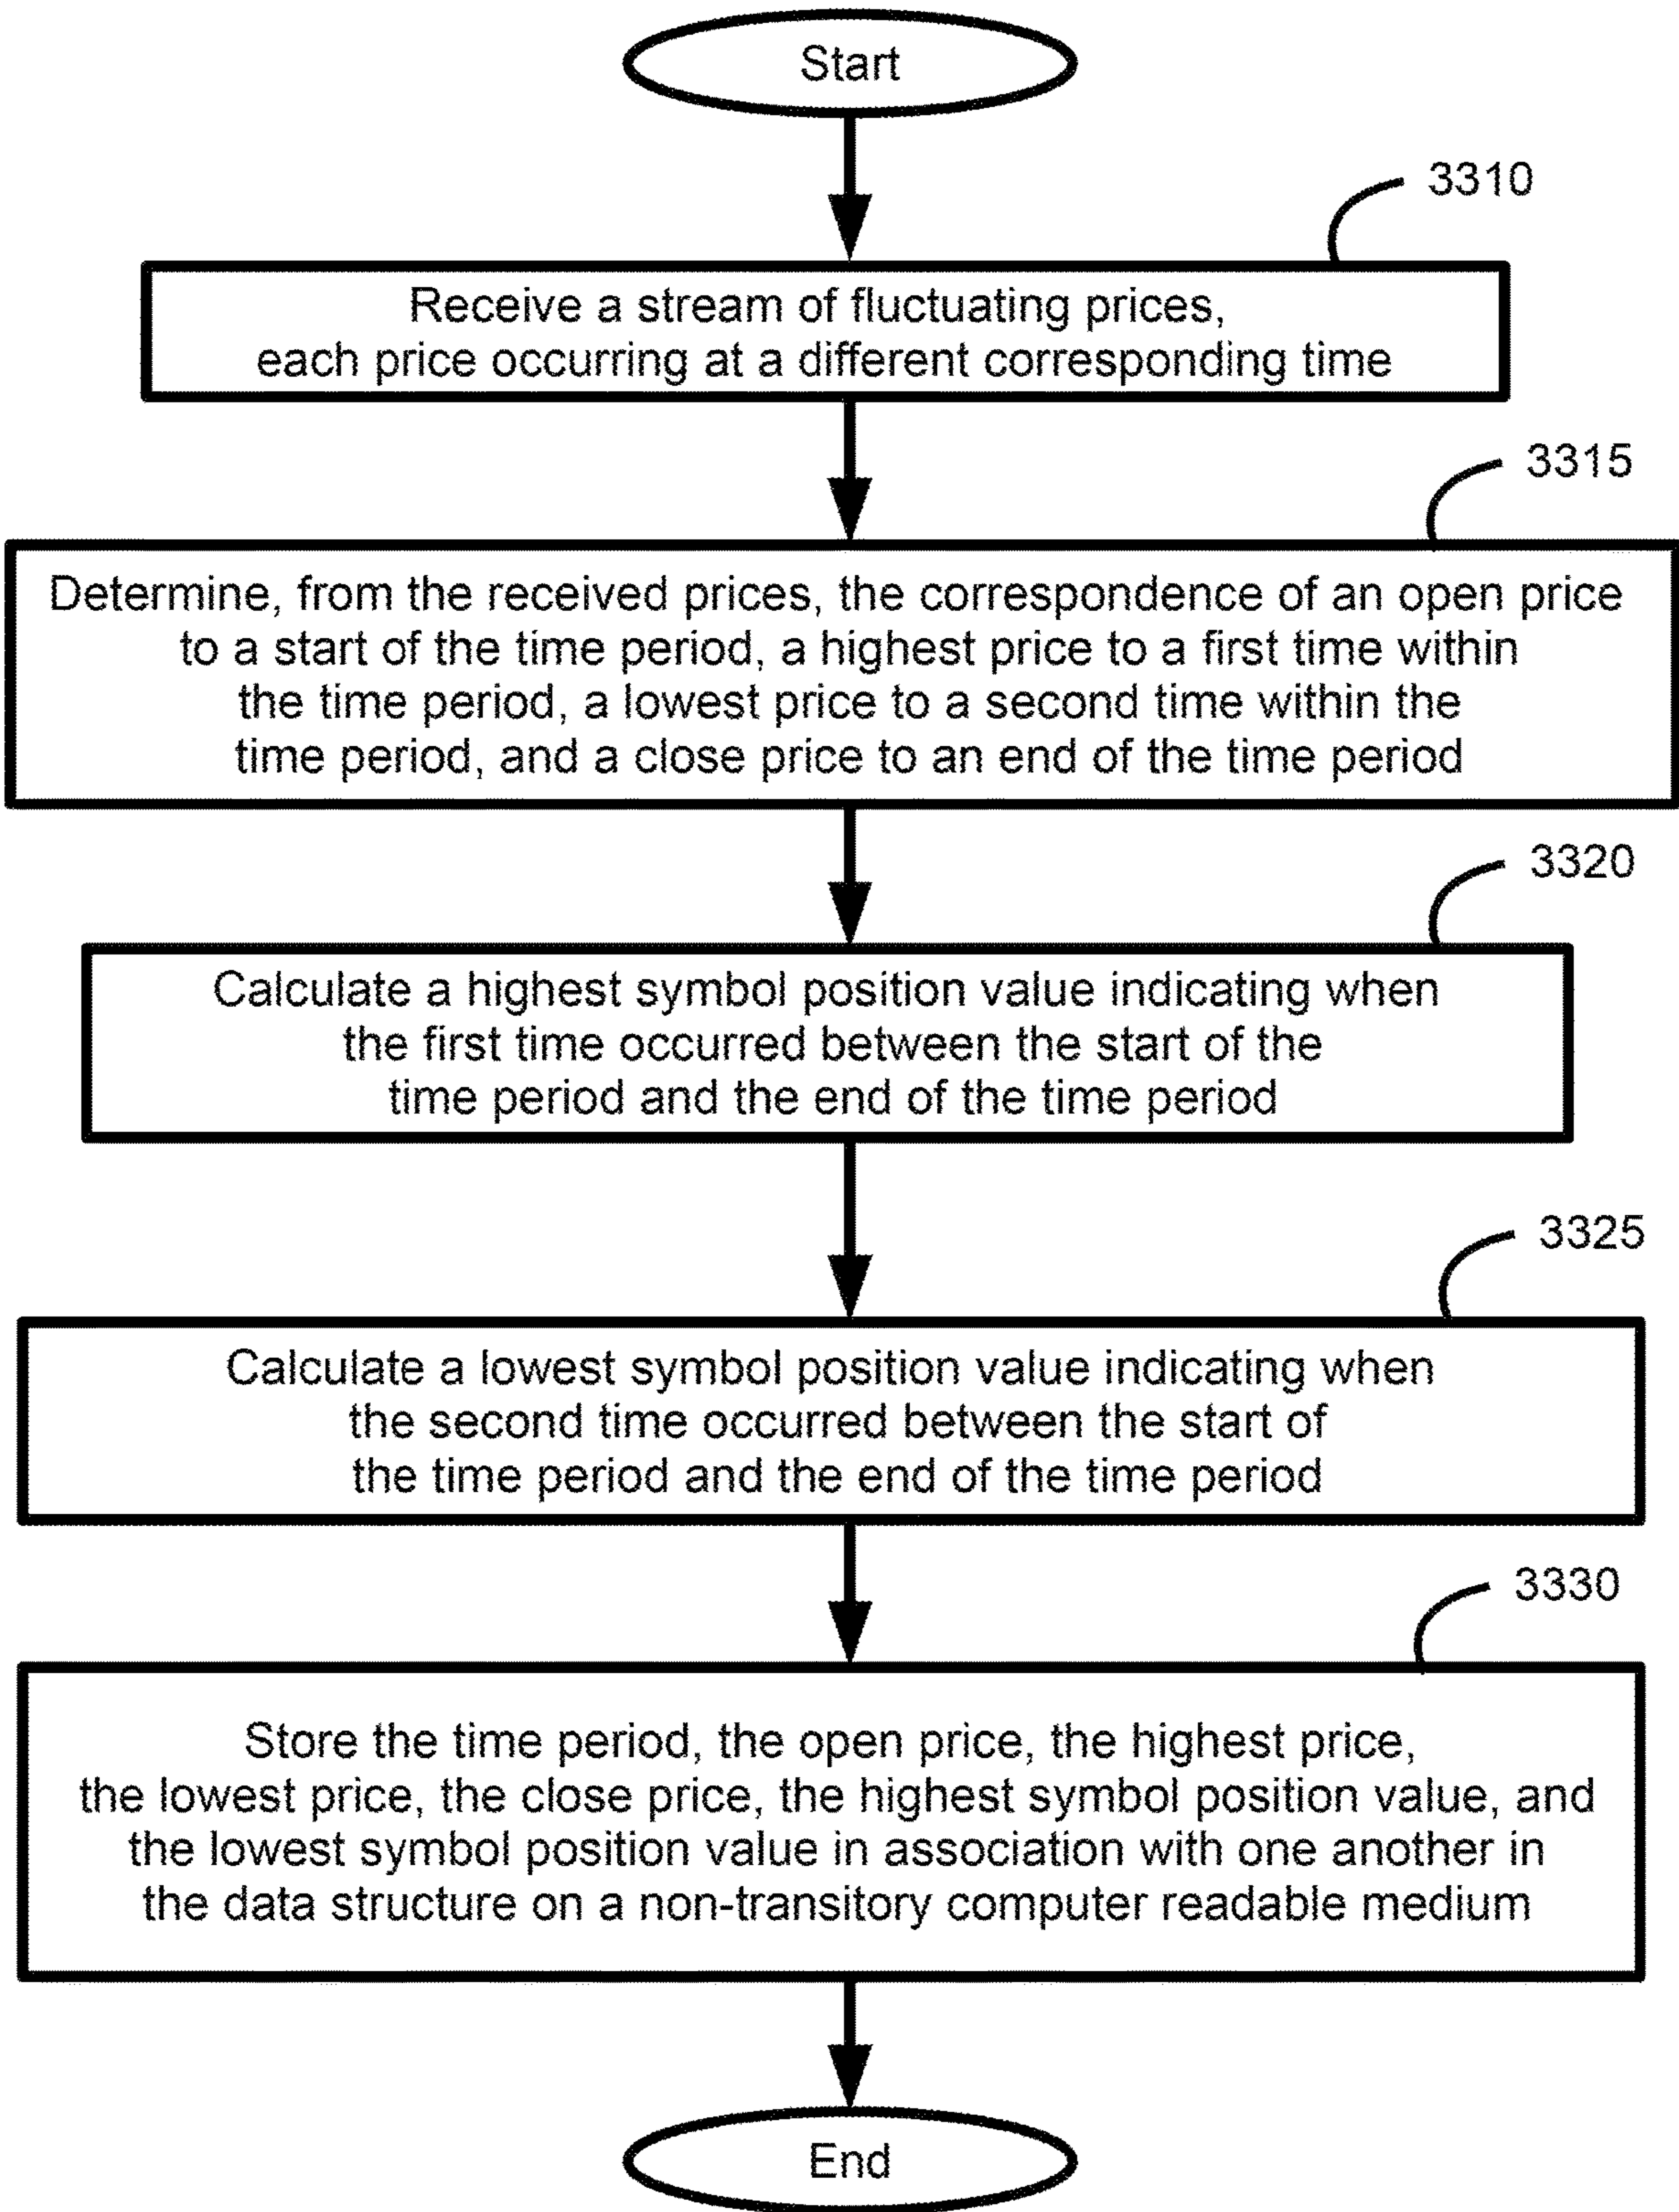 Start
3310
Receive a stream of fluctuating prices,
each price occurring at a different corresponding time
3315
Determine, from the received prices, the correspondence of an open price
to a start of the time period, a highest price to a first time within
the time period, a lowest price to a second time within the
time period, and a close price to an end of the time period
3320
Calculate a highest symbol position value indicating when
the first time occurred between the start of the
time period and the end of the time period
3325
Calculate a lowest symbol position value indicating when
the second time occurred between the start of
the time period and the end of the time period
3330
Store the time period, the open price, the highest price,
the lowest price, the close price, the highest symbol position value, and
the lowest symbol position value in association with one another in
the data structure on a non-transitory computer readable medium
End